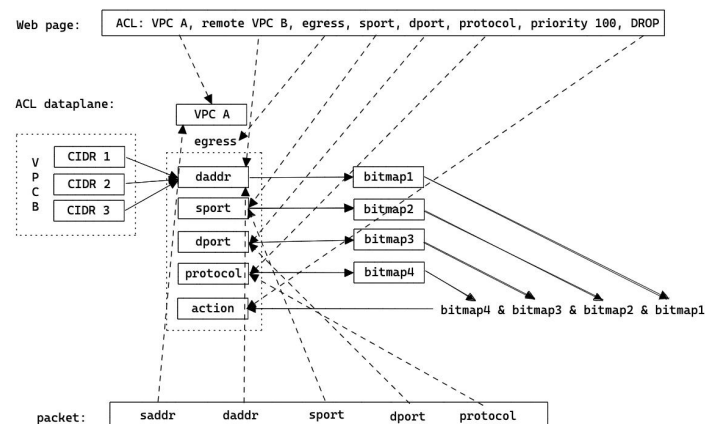 Web page:
ACL: VPC A, remote VPC B, egress, sport, dport, protocol, priority 100, DROP
ACL dataplane:
VPC A
egress
VPCB
CIDR 1
CIDR 2
CIDR 3
daddr
sport
dport
protocol
action
bitmap1
bitmap2
bitmap3
bitmap4
bitmap4 & bitmap3 & bitmap2 & bitmap1
packet:
saddr daddr sport dport protocol